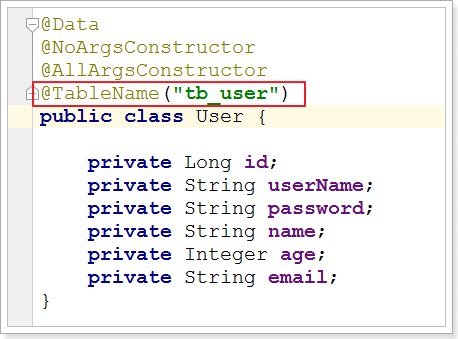 @Data
@NoArgsConstructor
@AllArgsConstructor
@TableName("tb_user")
public class User {
private Long id;
private String userName;
private String password;
private String name;
private Integer age;
private String email;
}